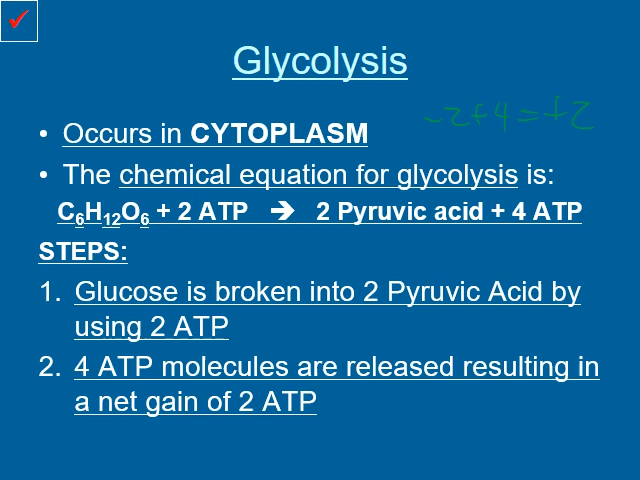 Glycolysis
-2+4=+2
• Occurs in CYTOPLASM
• The chemical equation for glycolysis is:
C₆H₁₂O₆ + 2 ATP ➔ 2 Pyruvic acid + 4 ATP
STEPS:
1. Glucose is broken into 2 Pyruvic Acid by
using 2 ATP
2. 4 ATP molecules are released resulting in
a net gain of 2 ATP